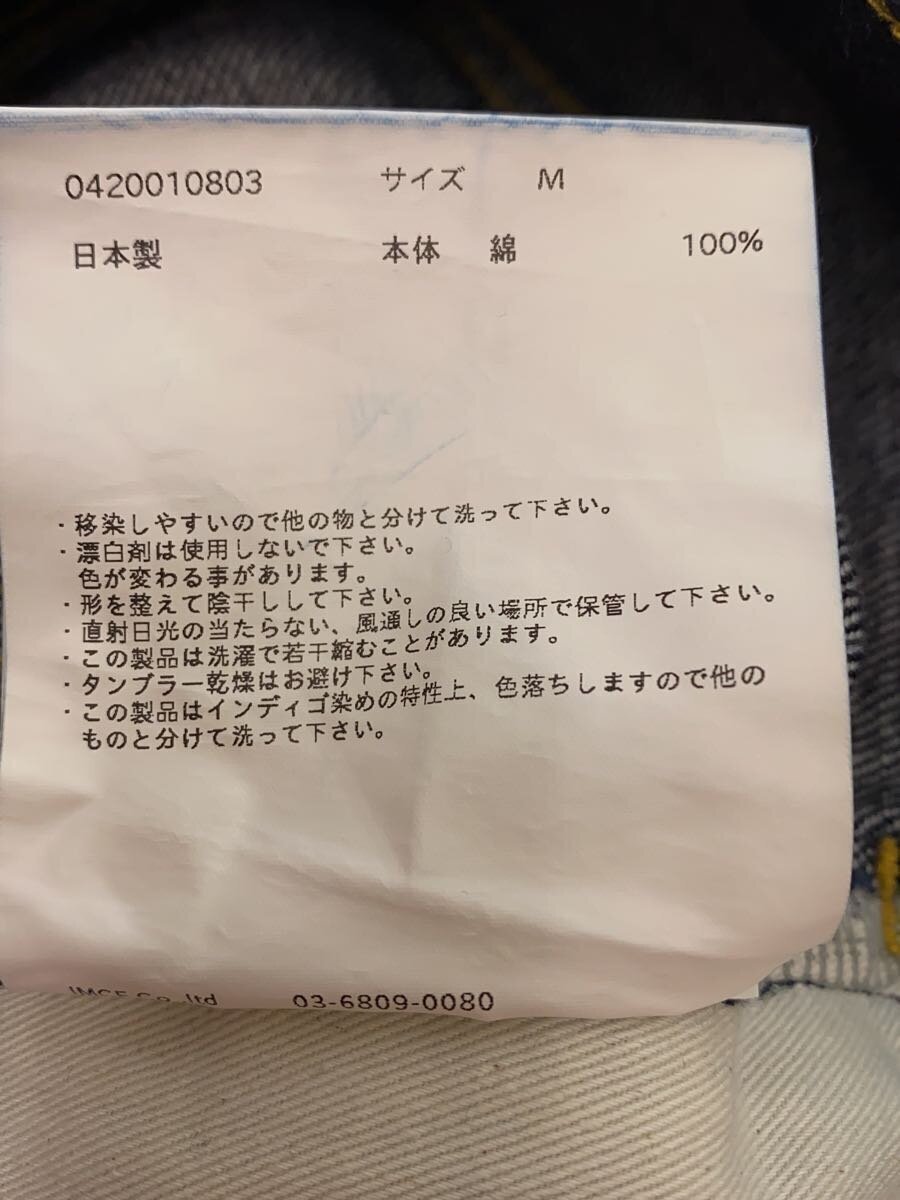 0420010803 サイズ M
日本製 本体 綿 100%
・移染しやすいので他の物と分けて洗って下さい。
・漂白剤は使用しないで下さい。
色が変わる事があります。
・形を整えて陰干しして下さい。
・直射日光の当たらない、風通しの良い場所で保管して下さい。
・この製品は洗濯で若干縮むことがあります。
・タンブラー乾燥はお避け下さい。
・この製品はインディゴ染めの特性上、色落ちしますので他の
ものと分けて洗って下さい。
Co.,ltd 03-6809-0080